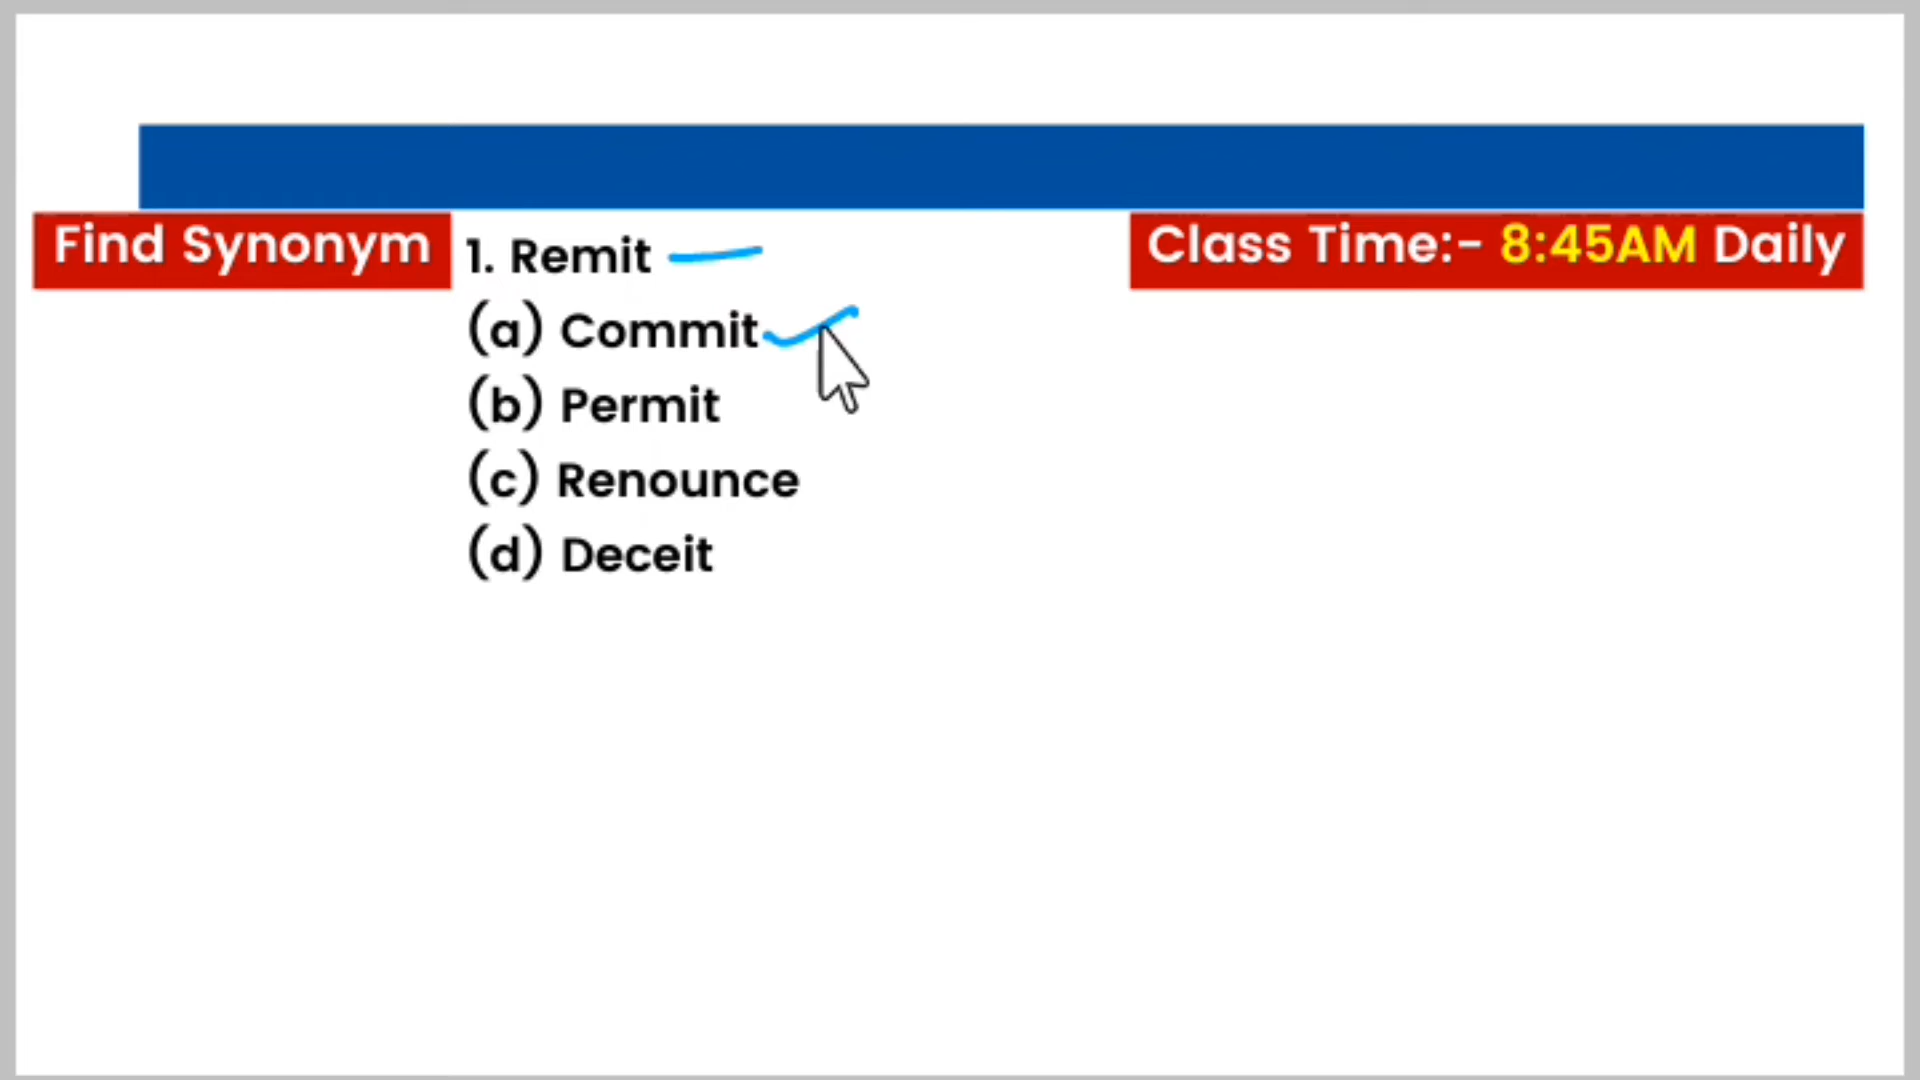 Find Synonym
Class Time:- 8:45AM Daily
1. Remit
(a) Commit
(b) Permit
(c) Renounce
(d) Deceit